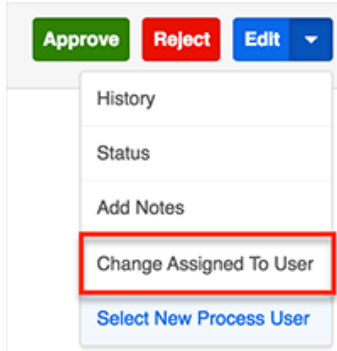 Approve Reject Edit
History
Status
Add Notes
Change Assigned To User
Select New Process User